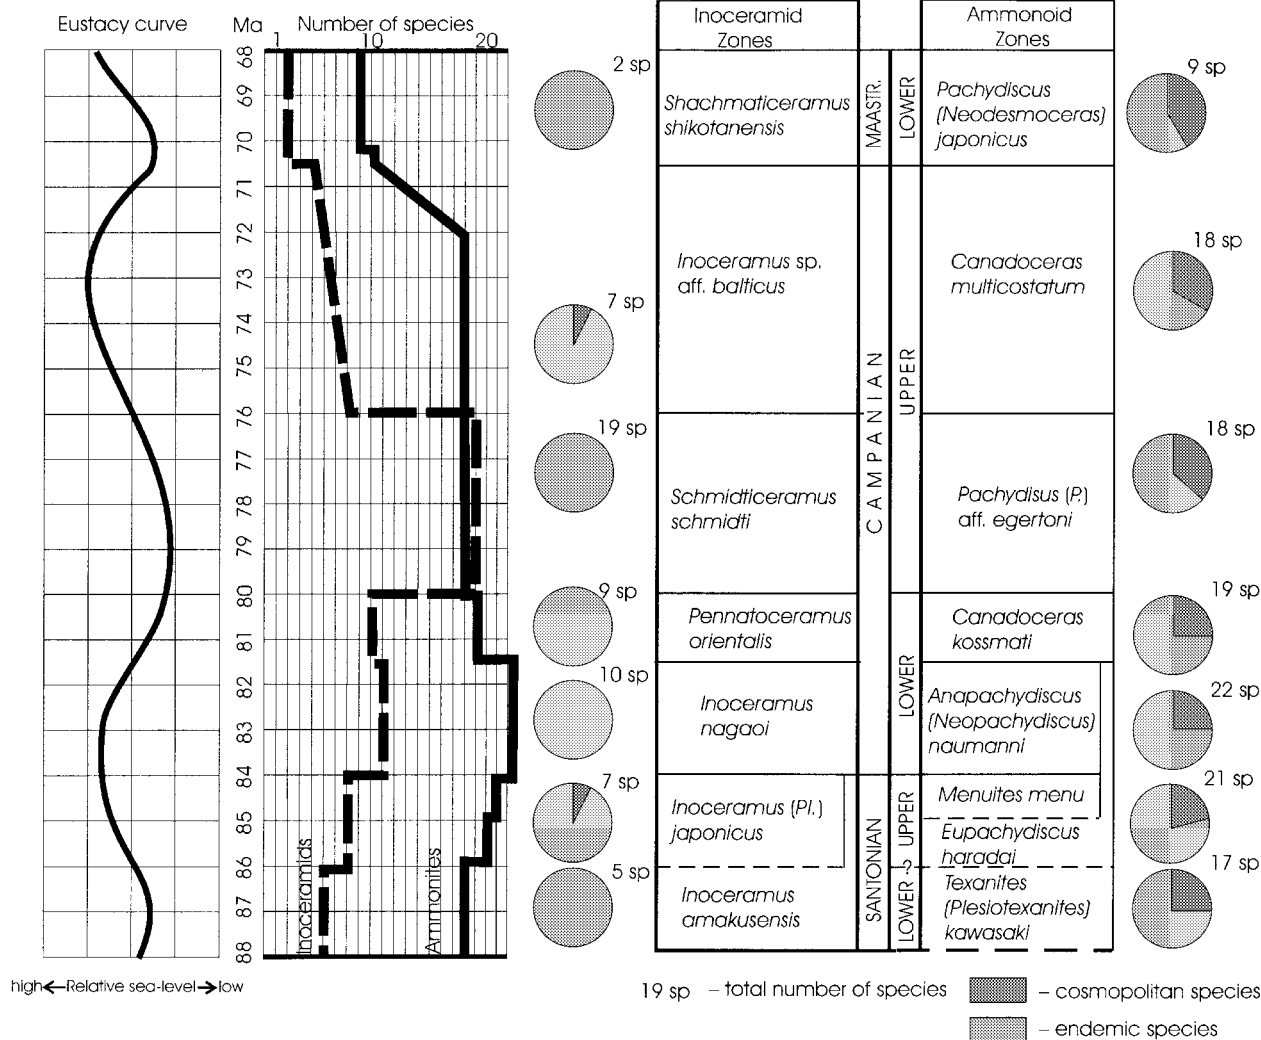 Eustacy curve
Ma
Number of species
1
10
20
68
69
70
71
72
73
74
75
76
77
78
79
80
81
82
83
84
85
86
87
88
Inoceramids
Ammonites
high
Relative sea-level
low
2 sp
7 sp
19 sp
9 sp
10 sp
7 sp
5 sp
Inoceramid
Zones
Shachmaticeramus
shikotanensis
Inoceramus sp.
aff. balticus
Schmidticeramus
schmidti
Pennatoceramus
orientalis
Inoceramus
nagaoi
Inoceramus (Pl.)
japonicus
Inoceramus
amakusensis
MAASTR.
CAMPANIAN
SANTONIAN
LOWER
UPPER
LOWER
UPPER
?
LOWER
Ammonoid
Zones
Pachydiscus
(Neodesmoceras)
japonicus
Canadoceras
multicostatum
Pachydisus (P.)
aff. egertoni
Canadoceras
kossmati
Anapachydiscus
(Neopachydiscus)
naumanni
Menuites menu
Eupachydiscus
haradai
Texanites
(Plesiotexanites)
kawasaki
9 sp
18 sp
18 sp
19 sp
22 sp
21 sp
17 sp
19 sp – total number of species
– cosmopolitan species
– endemic species